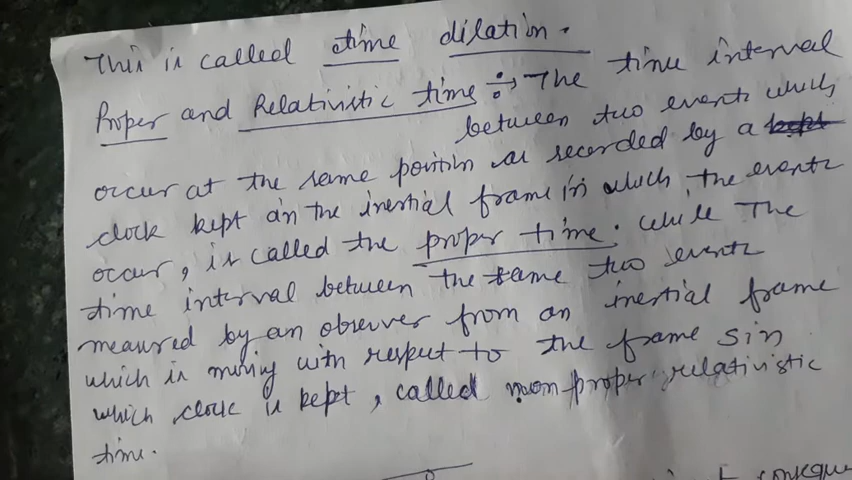 This is called time dilation.
Proper and Relativistic time :→ The time interval
between two events which
occur at the same position as recorded by a
clock kept in the inertial frame in which, the events
occur, is called the proper time. while The
time interval between the same two events
measured by an observer from an inertial frame
which is moving with respect to the frame S in
which clock is kept, called non proper relativistic
time.